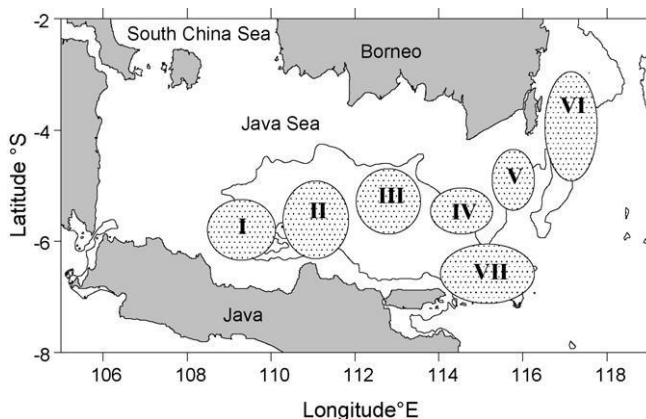 -2
South China Sea
Borneo
VI
-4
Java Sea
V
III
II
IV
I
-6
VII
Java
-8
Latitude °S
106
108
110
112
114
116
118
Longitude°E